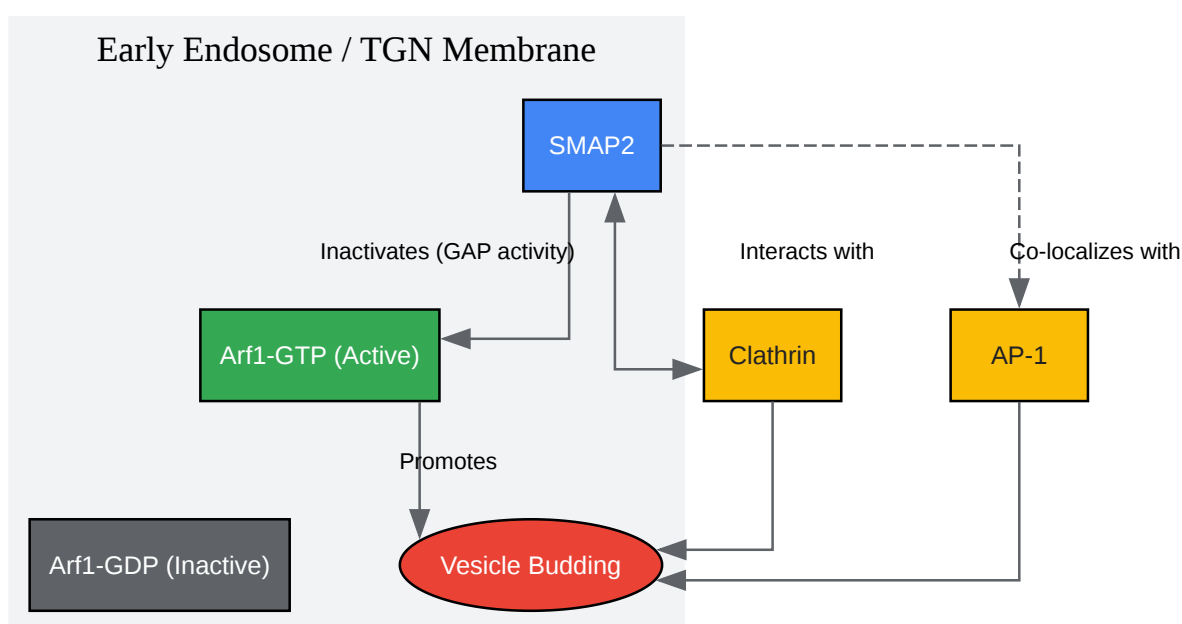 Early Endosome / TGN Membrane
SMAP2
Inactivates (GAP activity)
Interacts with
Co-localizes with
Arf1-GTP (Active)
Clathrin
AP-1
Promotes
Arf1-GDP (Inactive)
Vesicle Budding